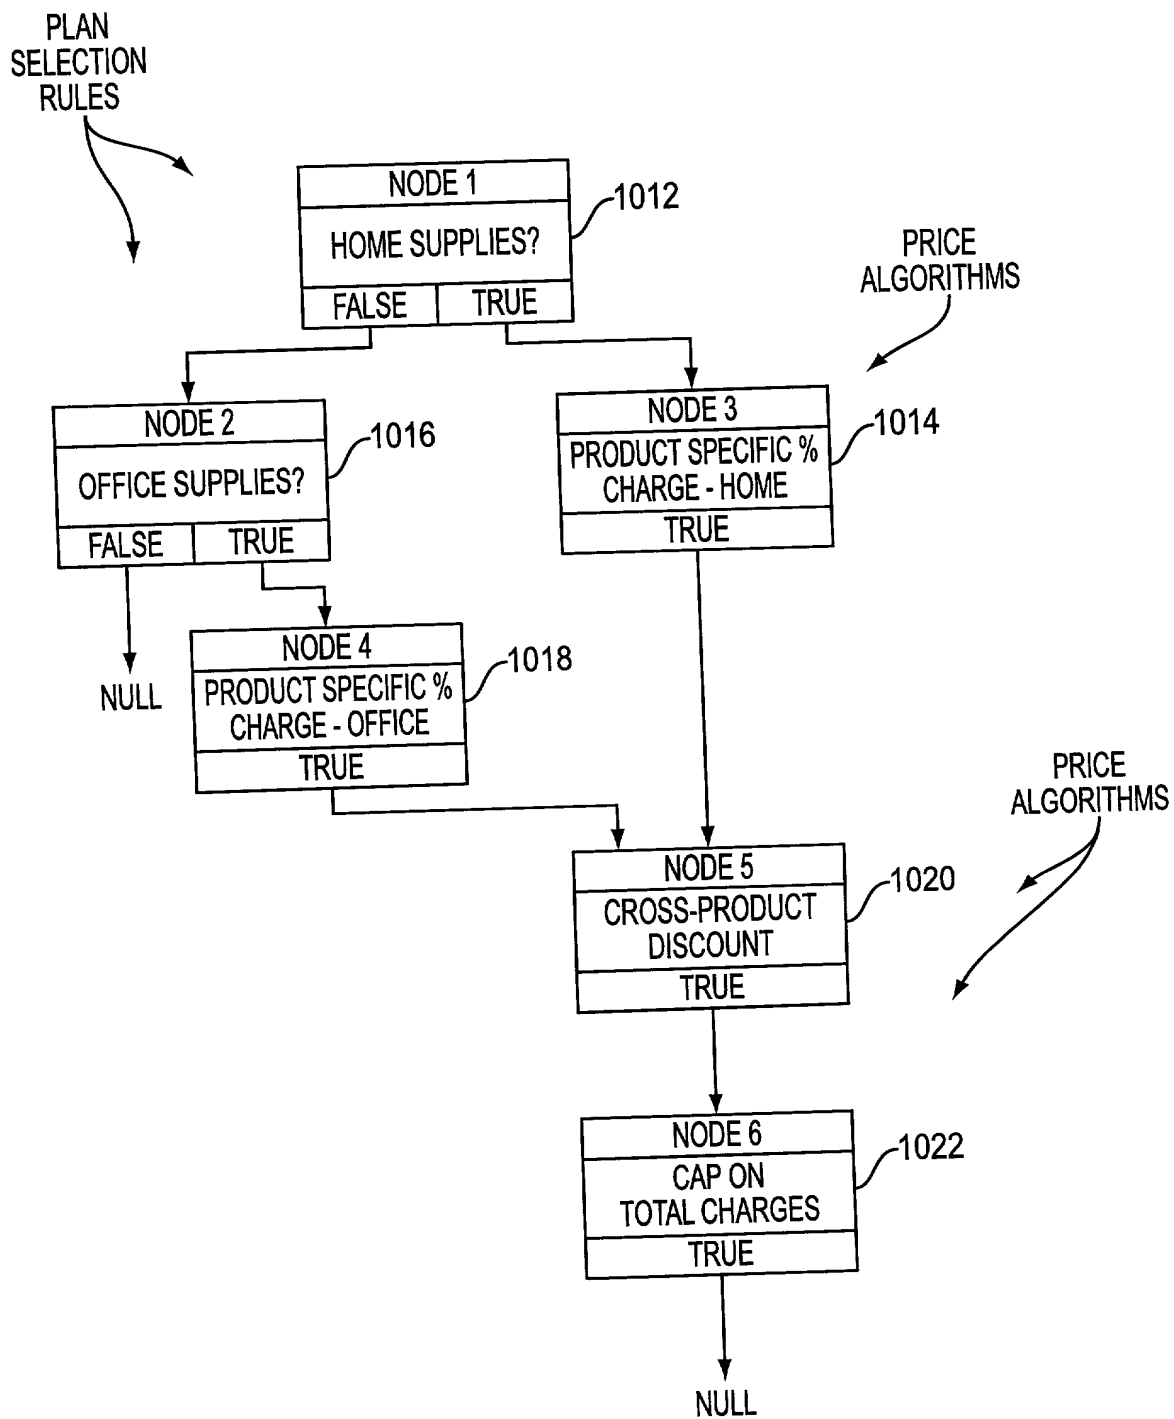 PLAN
SELECTION
RULES
NODE 1
1012
HOME SUPPLIES?
FALSE TRUE
PRICE
ALGORITHMS
NODE 2
1016
OFFICE SUPPLIES?
FALSE TRUE
NODE 3
1014
PRODUCT SPECIFIC %
CHARGE - HOME
TRUE
NULL
NODE 4
1018
PRODUCT SPECIFIC %
CHARGE - OFFICE
TRUE
PRICE
ALGORITHMS
NODE 5
1020
CROSS-PRODUCT
DISCOUNT
TRUE
NODE 6
1022
CAP ON
TOTAL CHARGES
TRUE
NULL